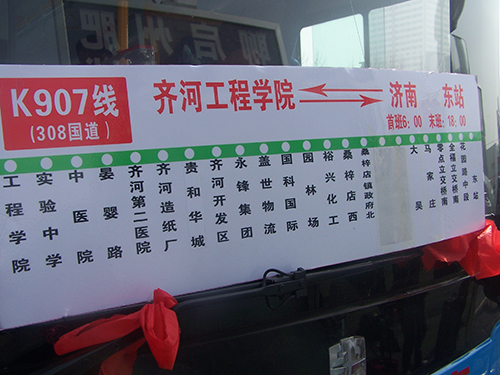 K907线
(308国道)
齐河工程学院
济南 东站
首班6:00 末班:18:00
工程学院
实验中学
中医院
晏婴路
齐河第二医院
齐河造纸厂
贵和华城
齐河开发区
永锋集团
盖世物流
国科国际
园林场
裕兴化工
桑梓店西
桑梓店镇政府北
大吴
马家庄
零点立交桥南
全福立交桥南
花园路中段
东站